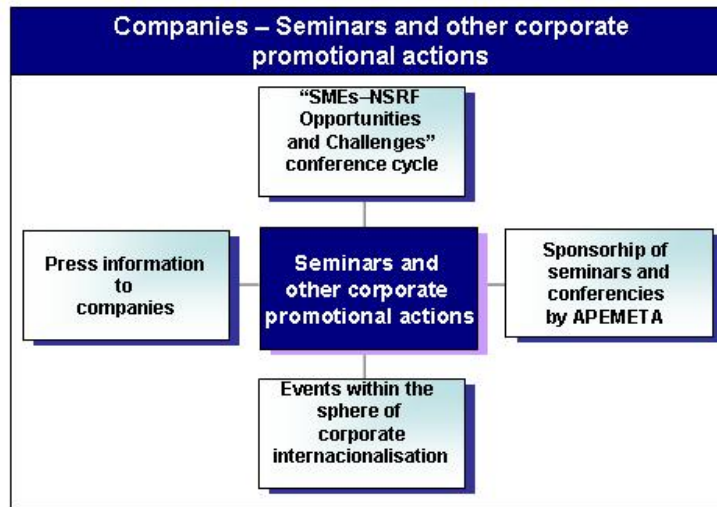 Companies – Seminars and other corporate
promotional actions
“SMEs–NSRF
Opportunities
and Challenges”
conference cycle
Press information
to
companies
Seminars and
other corporate
promotional actions
Sponsorhip of
seminars and
conferencies
by APEMETA
Events within the
sphere of
corporate
internacionalisation